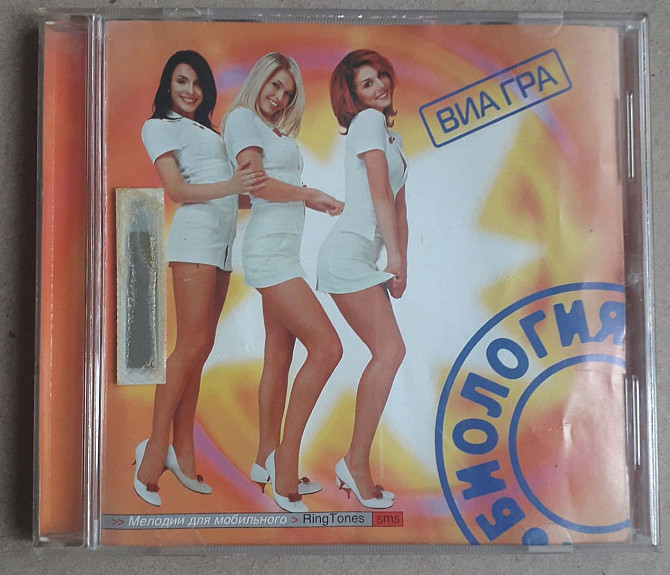 ВИА ГРА
БИОЛОГИЯ
>> Мелодии для мобильного > RingTones sms